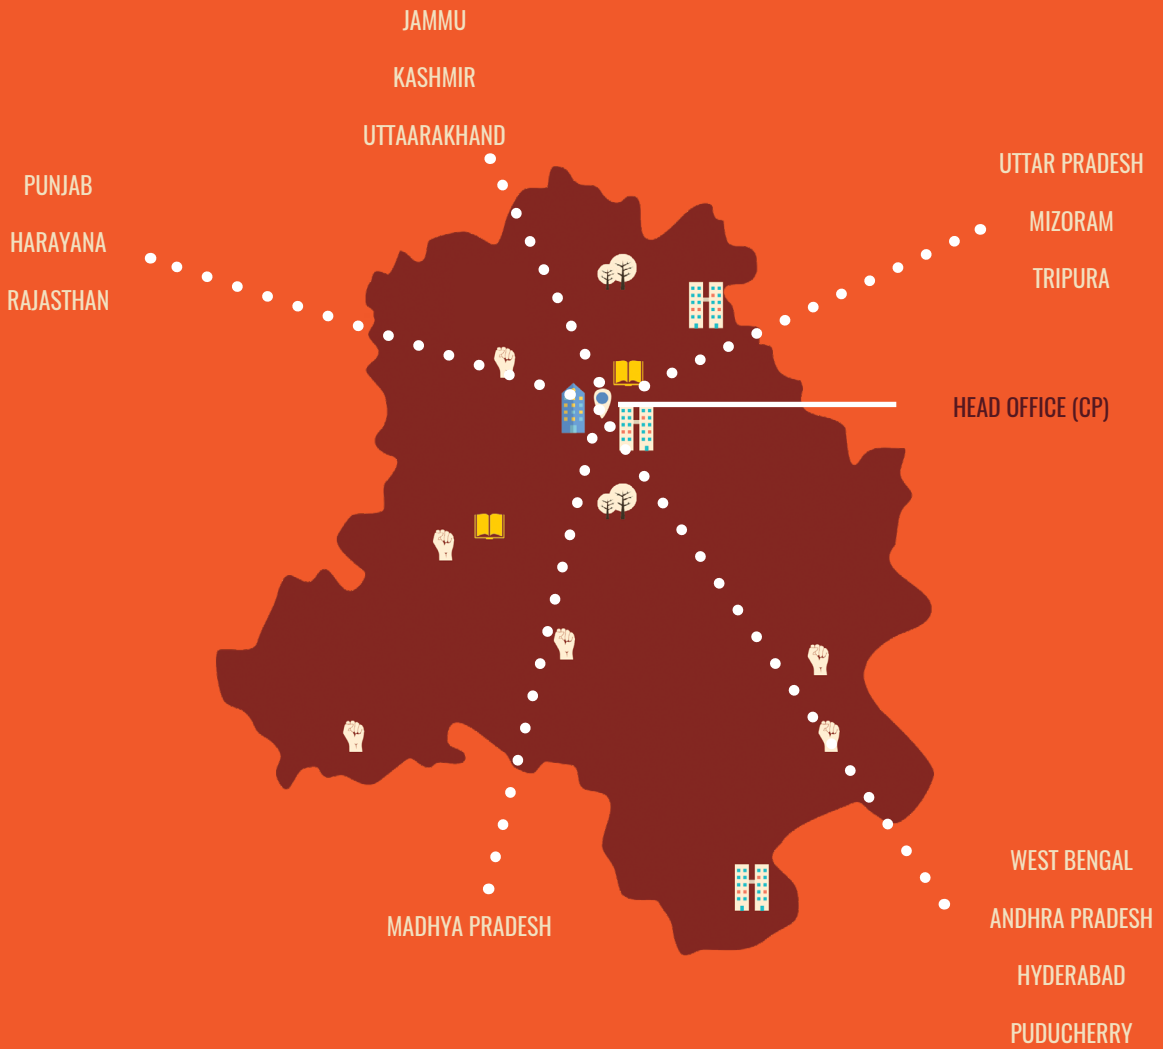 JAMMU
KASHMIR
UTTAARAKHAND
PUNJAB
HARAYANA
RAJASTHAN
UTTAR PRADESH
MIZORAM
TRIPURA
HEAD OFFICE (CP)
MADHYA PRADESH
WEST BENGAL
ANDHRA PRADESH
HYDERABAD
PUDUCHERRY